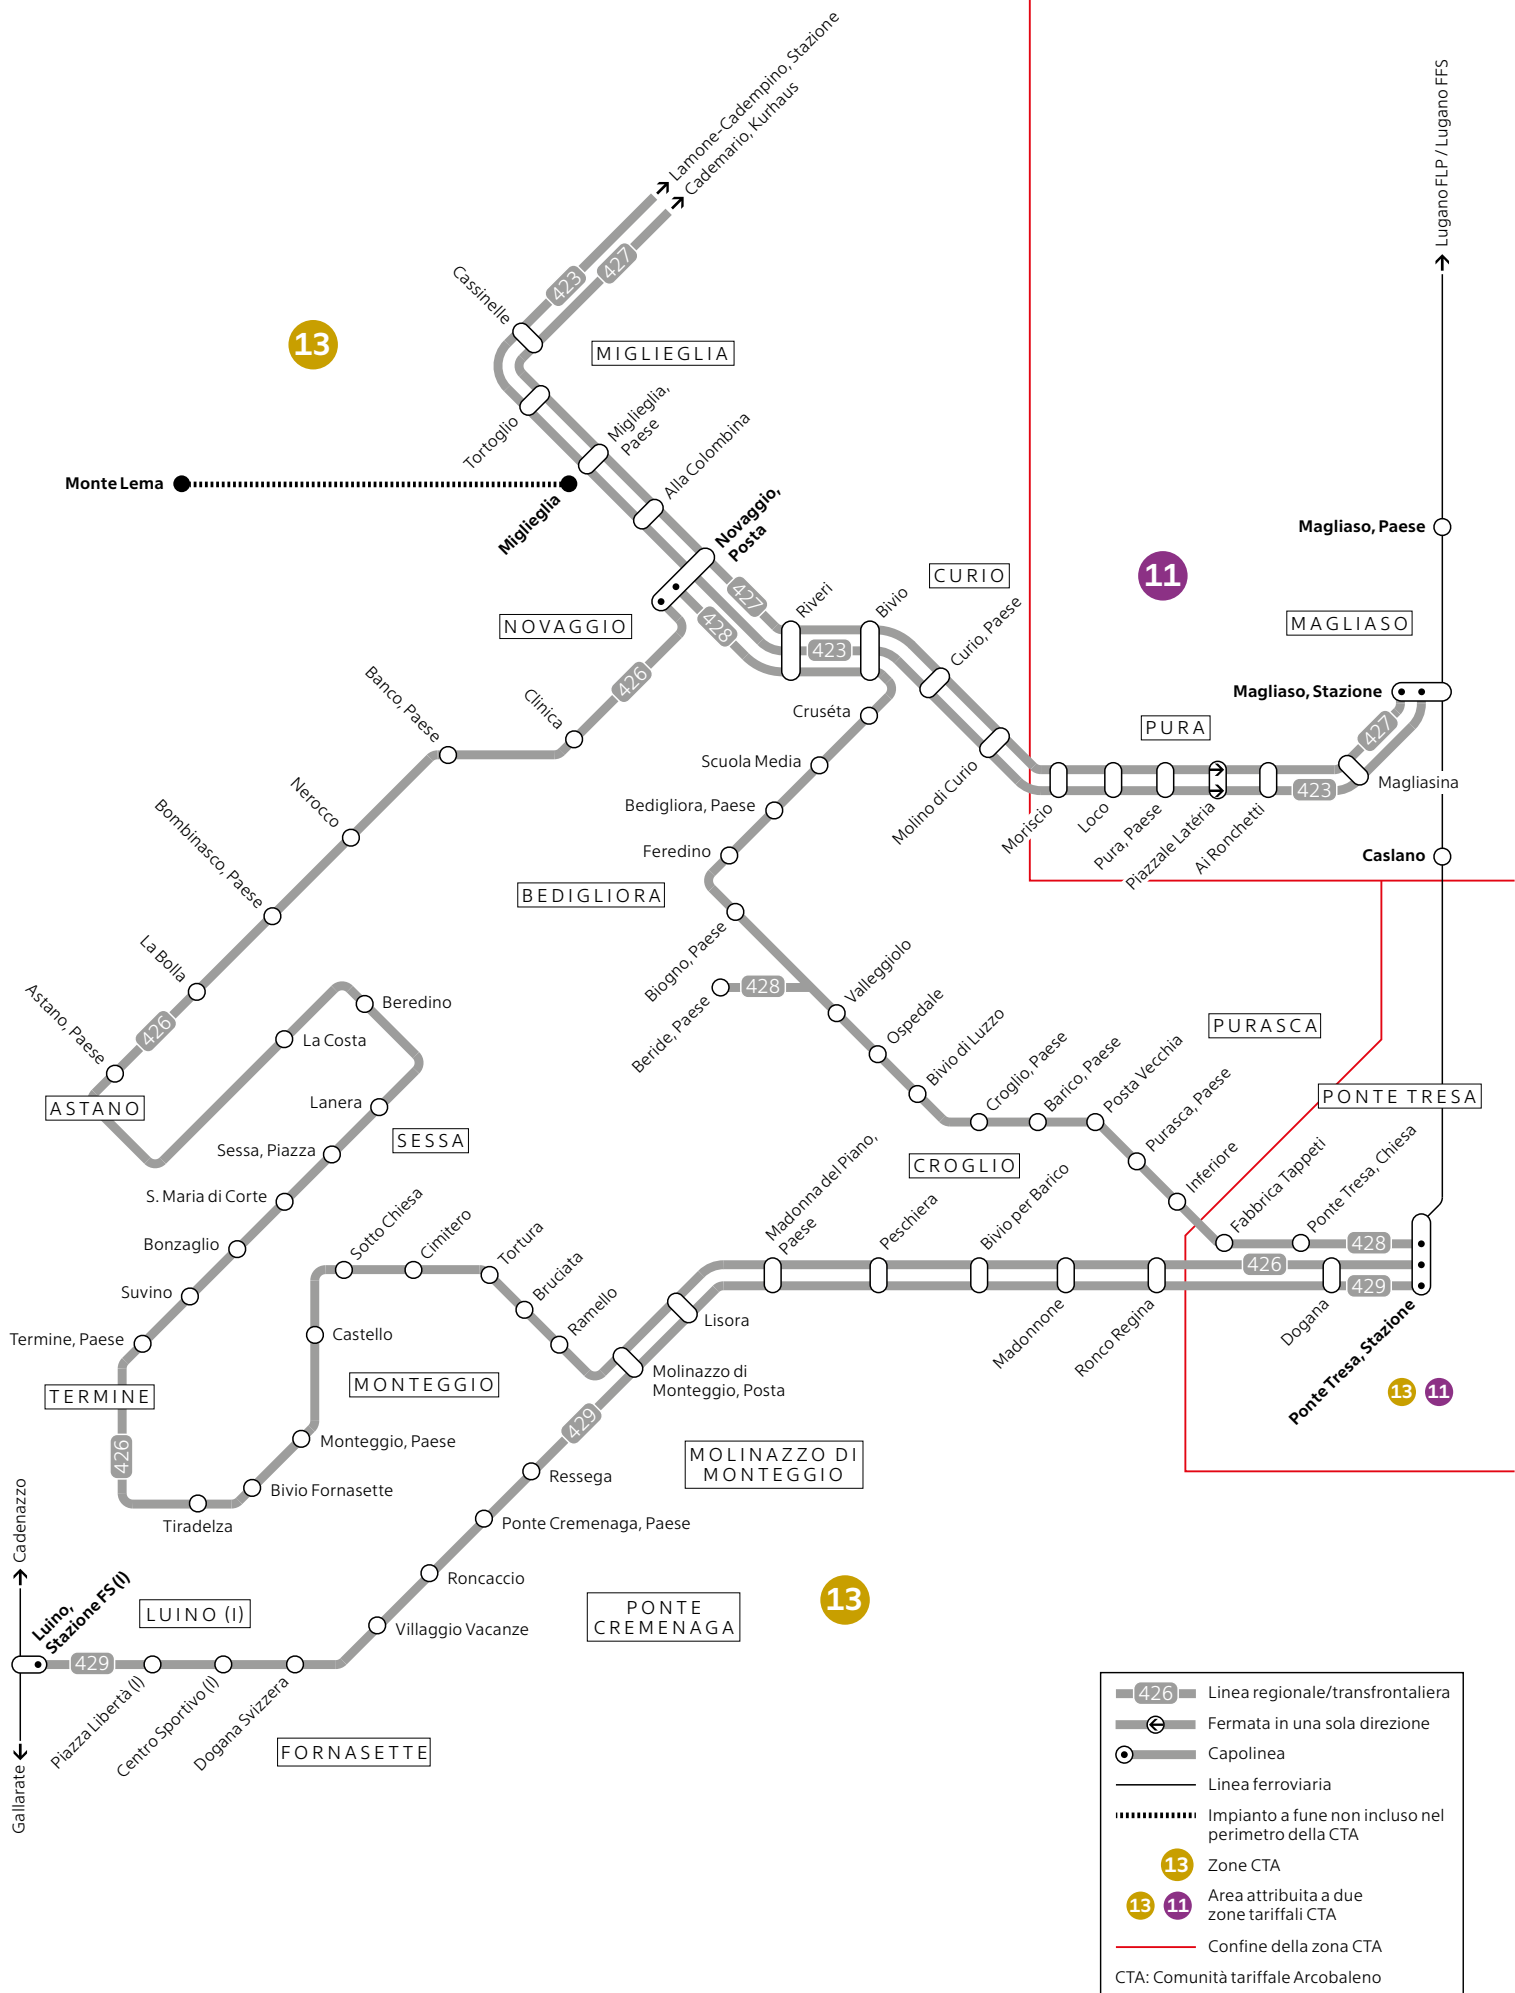 Lamone-Cadempino, Stazione
Cademario, Kurhaus
Lugano FLP / Lugano FFS
423
427
Cassinelle
13
MIGLIEGLIA
Tortoglio
Miglieglia,
Paese
Alla Colombina
Monte Lema
Miglieglia
Novaggio,
Posta
Magliaso, Paese
11
CURIO
NOVAGGIO
427
428
Riveri
423
Bivio
Curio, Paese
MAGLIASO
Magliaso, Stazione
426
Banco, Paese
Clinica
Cruséta
PURA
427
Scuola Media
Molino di Curio
Magliasina
423
Nerocco
Bedigliora, Paese
Moriscio
Loco
Pura, Paese
Piazzale Latéria
Ai Ronchetti
Bombinasco, Paese
Feredino
Caslano
BEDIGLIORA
La Bolla
Biogno, Paese
Valleggiolo
428
Beride, Paese
Astano, Paese
426
Beredino
La Costa
Ospedale
PURASCA
Bivio di Luzzo
Croglio, Paese
Barico, Paese
Posta Vecchia
PONTE TRESA
ASTANO
Lanera
SESSA
Purasca, Paese
Sessa, Piazza
CROGLIO
Inferiore
S. Maria di Corte
Madonna del Piano,
Paese
Peschiera
Bivio per Barico
Fabbrica Tappeti
Ponte Tresa, Chiesa
Bonzaglio
Sotto Chiesa
Cimitero
Tortura
Bruciata
428
426
429
Suvino
Ramello
Lisora
Termine, Paese
Castello
Madonnone
Ronco Regina
Dogana
Ponte Tresa, Stazione
Molinazzo di
Monteggio, Posta
TERMINE
MONTEGGIO
13
11
429
426
Monteggio, Paese
MOLINAZZO DI
MONTEGGIO
Ressega
Bivio Fornasette
Tiradelza
Ponte Cremenaga, Paese
Cadenazzo
Roncaccio
Luino,
Stazione FS (I)
LUINO (I)
PONTE
CREMENAGA
13
Villaggio Vacanze
429
Piazza Libertà (I)
Centro Sportivo (I)
Dogana Svizzera
FORNASETTE
Gallarate
426
Linea regionale/transfrontaliera
Fermata in una sola direzione
Capolinea
Linea ferroviaria
Impianto a fune non incluso nel
perimetro della CTA
13
Zone CTA
13
11
Area attribuita a due
zone tariffali CTA
Confine della zona CTA
CTA: Comunità tariffale Arcobaleno